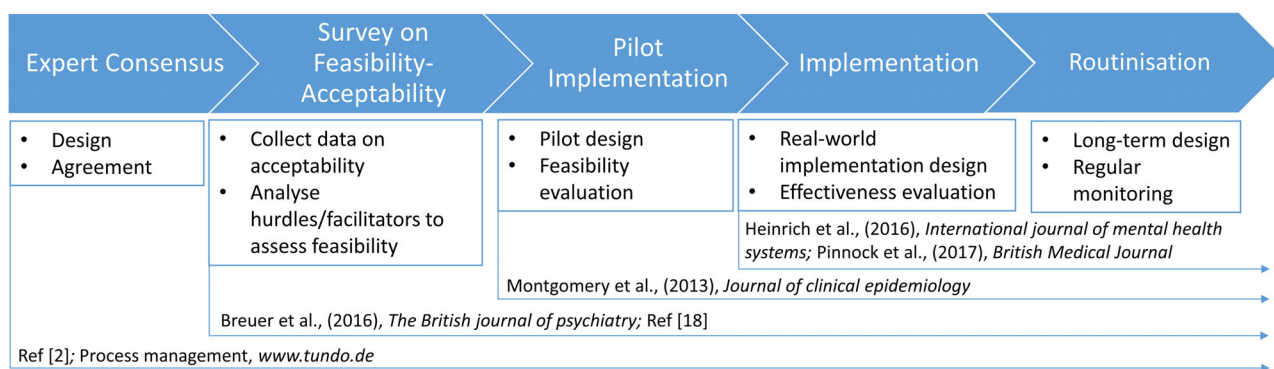 Expert Consensus
Survey on
Feasibility-
Acceptability
Pilot
Implementation
Implementation
Routinisation
• Design
• Agreement
• Collect data on
acceptability
• Analyse
hurdles/facilitators to
assess feasibility
• Pilot design
• Feasibility
evaluation
• Real-world
implementation design
• Effectiveness evaluation
• Long-term design
• Regular
monitoring
Heinrich et al., (2016), International journal of mental health
systems; Pinnock et al., (2017), British Medical Journal
Montgomery et al., (2013), Journal of clinical epidemiology
Breuer et al., (2016), The British journal of psychiatry; Ref [18]
Ref [2]; Process management, www.tundo.de